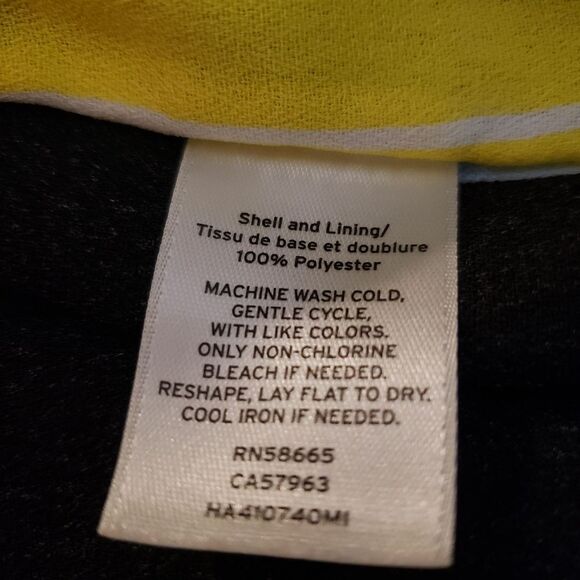 Shell and Lining/
Tissu de base et doublure
100% Polyester
MACHINE WASH COLD,
GENTLE CYCLE,
WITH LIKE COLORS.
ONLY NON-CHLORINE
BLEACH IF NEEDED.
RESHAPE, LAY FLAT TO DRY.
COOL IRON IF NEEDED.
RN58665
CA57963
HA410740MI